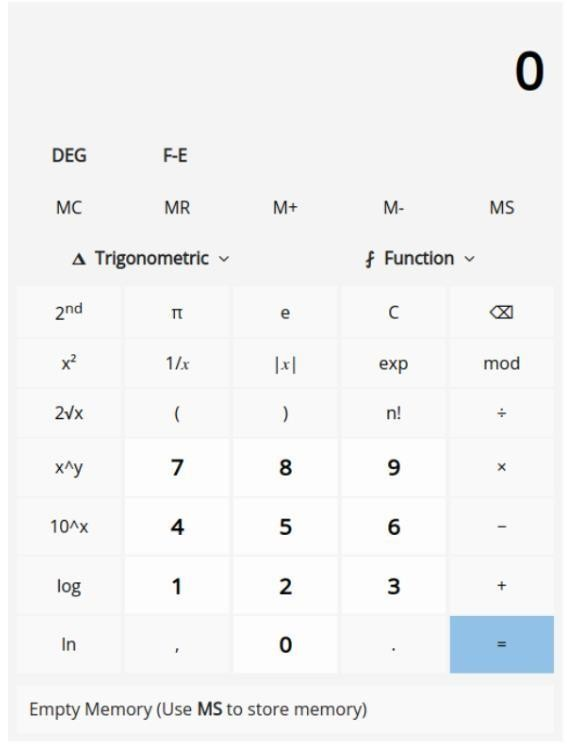 0
DEG F-E
MC MR M+ M- MS
Δ Trigonometric ƒ Function
2ⁿᵈ π e C ⌫
x² 1/x |x| exp mod
2√x ( ) n! ÷
x^y 7 8 9 ×
10^x 4 5 6 −
log 1 2 3 +
ln , 0 . =
Empty Memory (Use MS to store memory)